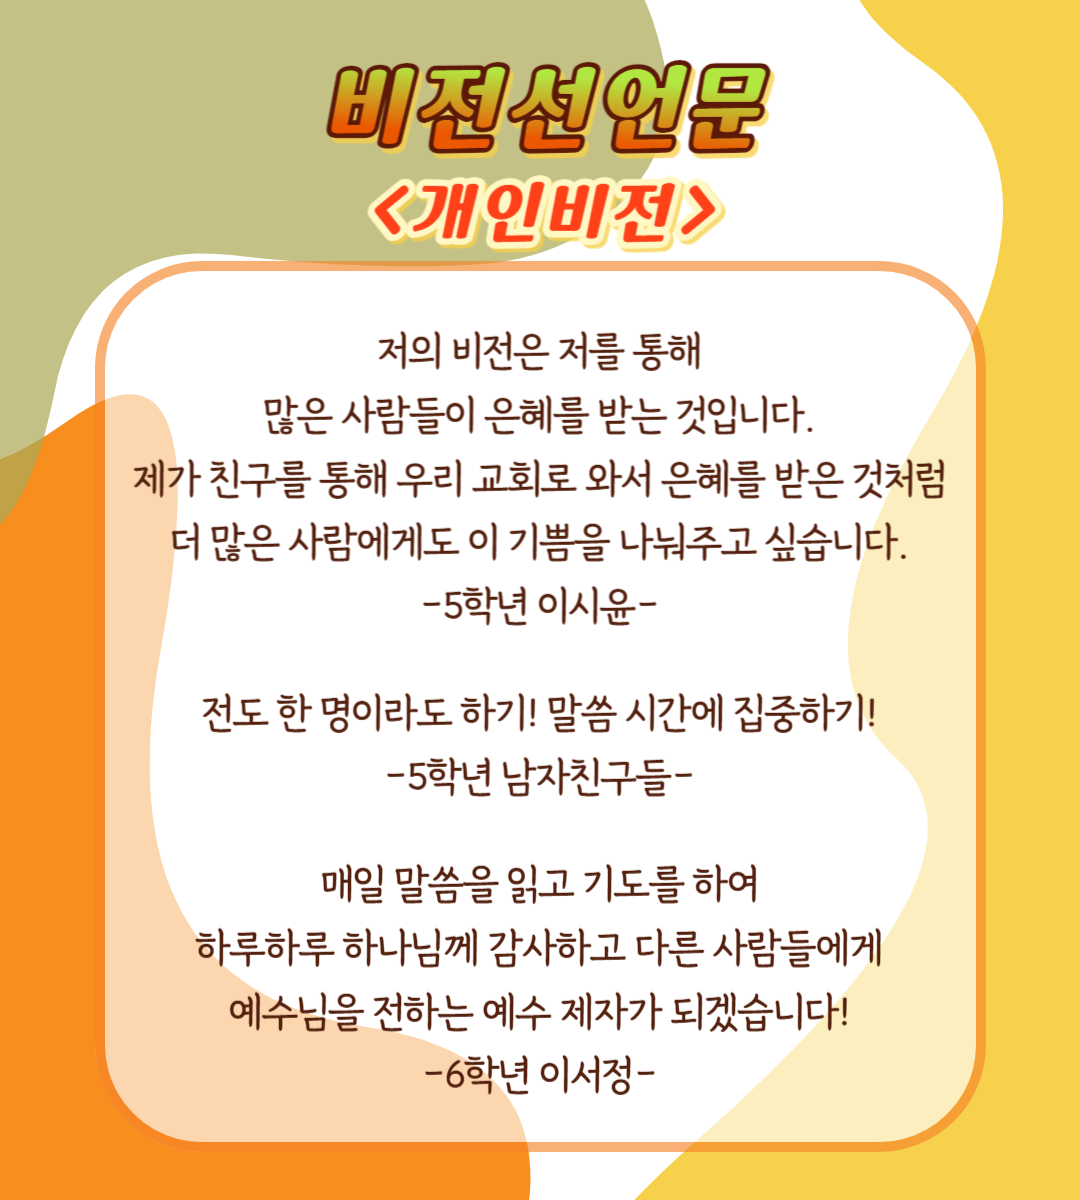 비전선언문
<개인비전>
저의 비전은 저를 통해
많은 사람들이 은혜를 받는 것입니다.
제가 친구를 통해 우리 교회로 와서 은혜를 받은 것처럼
더 많은 사람에게도 이 기쁨을 나눠주고 싶습니다.
-5학년 이시윤-
전도 한 명이라도 하기! 말씀 시간에 집중하기!
-5학년 남자친구들-
매일 말씀을 읽고 기도를 하여
하루하루 하나님께 감사하고 다른 사람들에게
예수님을 전하는 예수 제자가 되겠습니다!
-6학년 이서정-